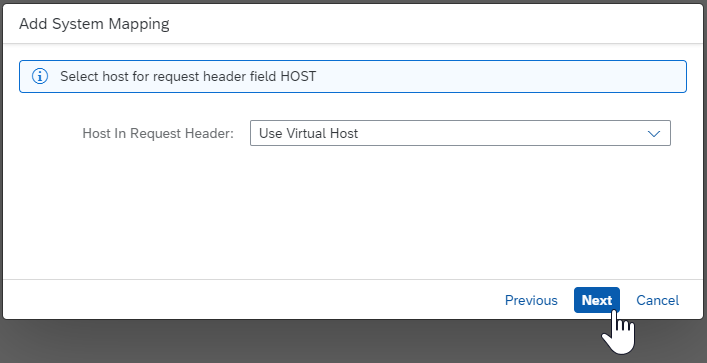 Add System Mapping
Select host for request header field HOST
Host In Request Header: Use Virtual Host
Previous Next Cancel